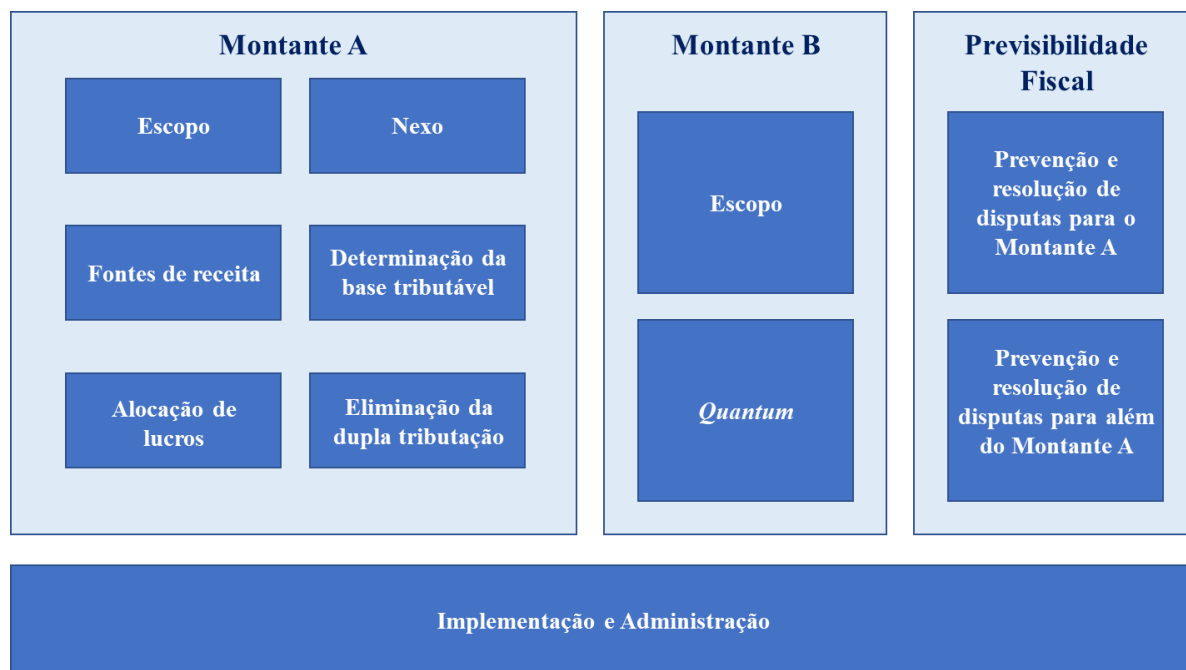 Montante A
Escopo
Nexo
Fontes de receita
Determinação da
base tributável
Alocação de
lucros
Eliminação da
dupla tributação
Montante B
Escopo
Quantum
Previsibilidade
Fiscal
Prevenção e
resolução de
disputas para o
Montante A
Prevenção e
resolução de
disputas para além
do Montante A
Implementação e Administração